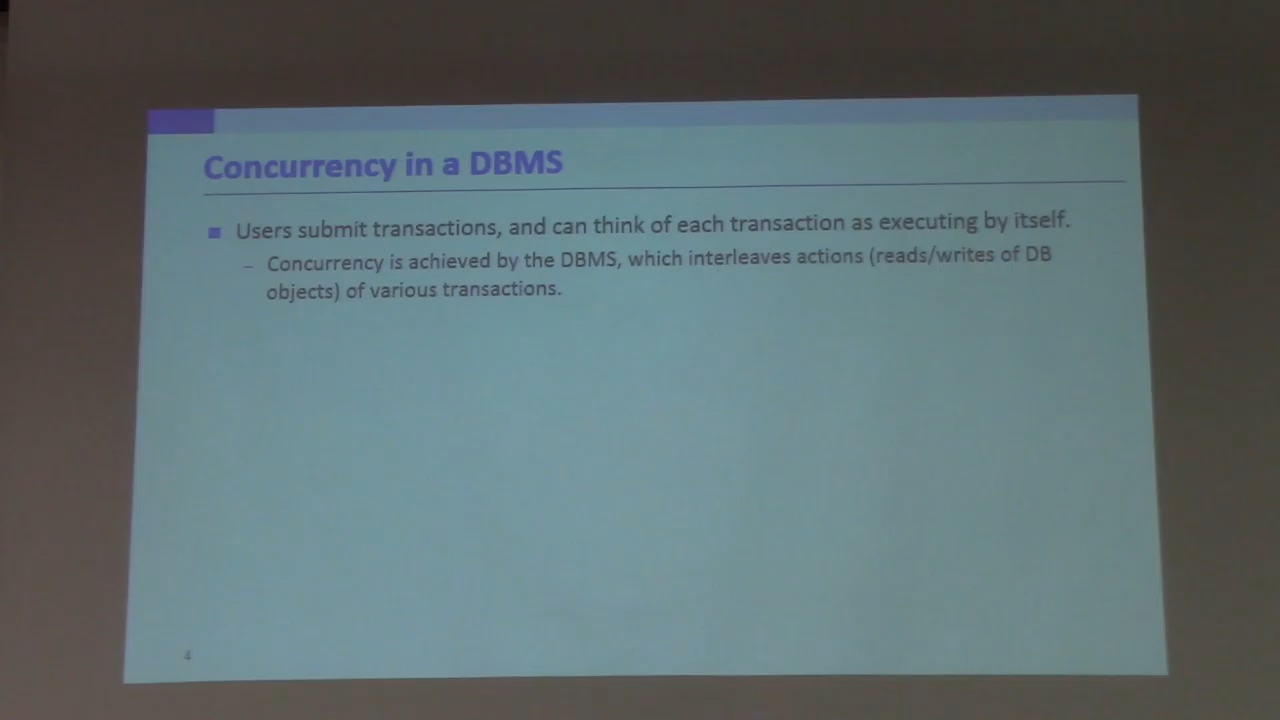 Concurrency in a DBMS
Users submit transactions, and can think of each transaction as executing by itself.
– Concurrency is achieved by the DBMS, which interleaves actions (reads/writes of DB
objects) of various transactions.
4